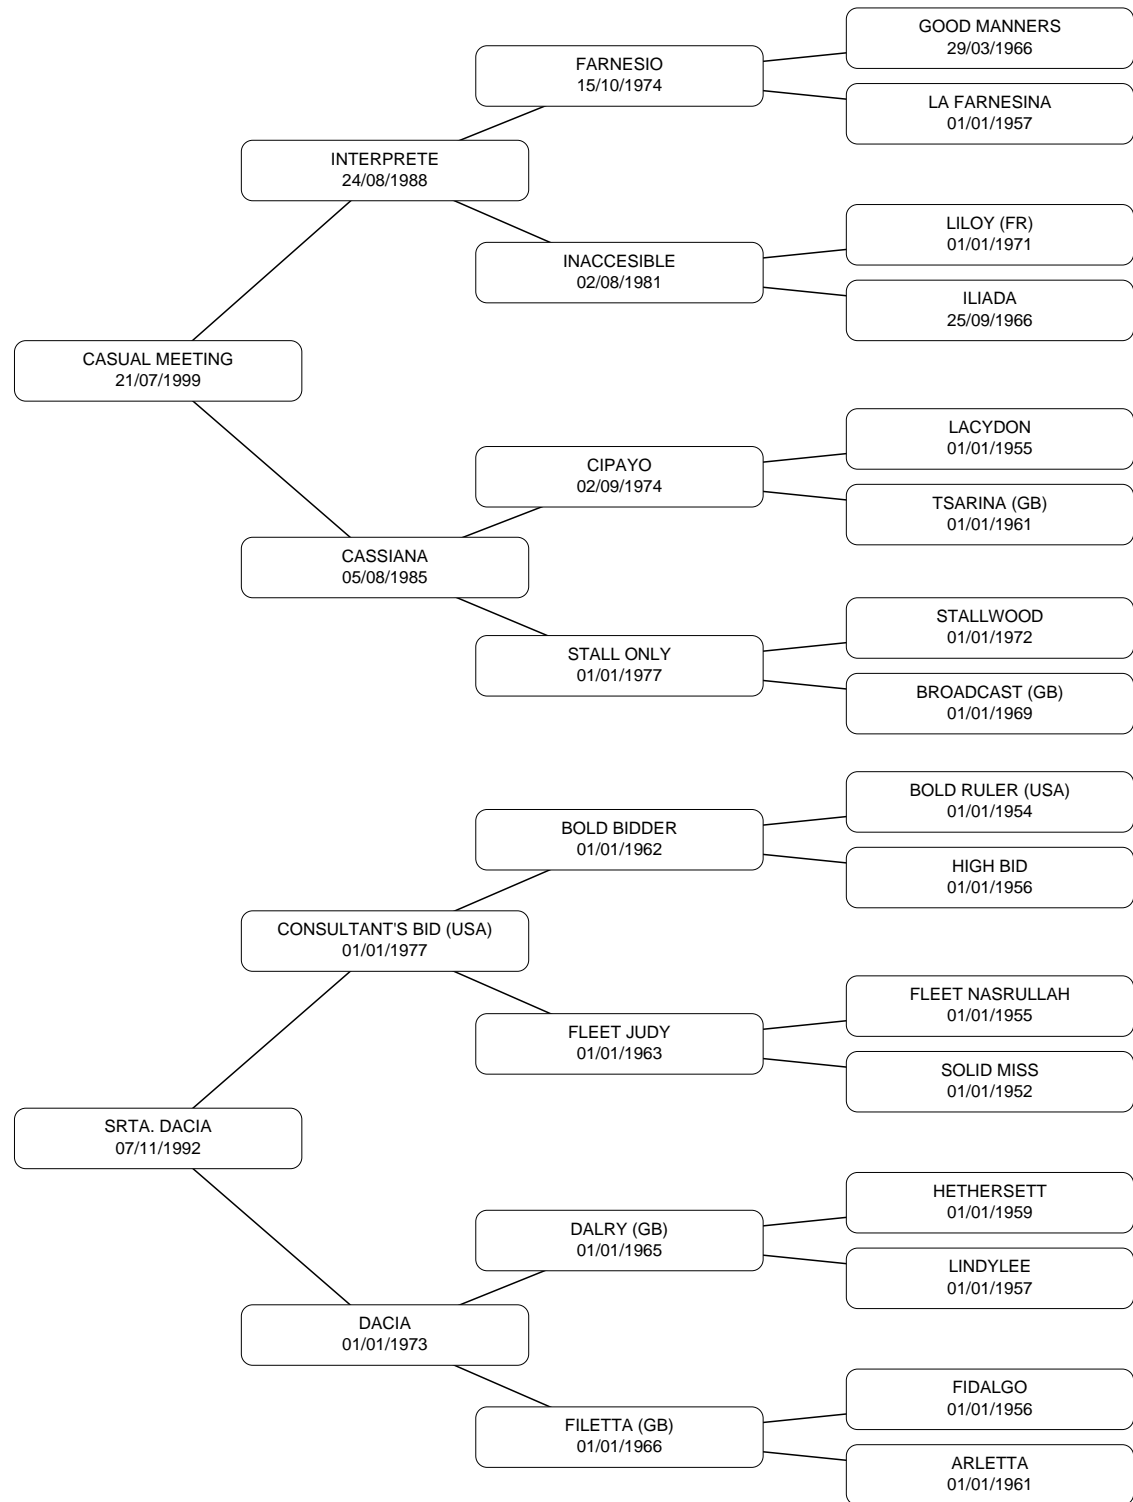 GOOD MANNERS
29/03/1966
FARNESIO
15/10/1974
LA FARNESINA
01/01/1957
INTERPRETE
24/08/1988
LILOY (FR)
01/01/1971
INACCESIBLE
02/08/1981
ILIADA
25/09/1966
CASUAL MEETING
21/07/1999
LACYDON
01/01/1955
CIPAYO
02/09/1974
TSARINA (GB)
01/01/1961
CASSIANA
05/08/1985
STALLWOOD
01/01/1972
STALL ONLY
01/01/1977
BROADCAST (GB)
01/01/1969
BOLD RULER (USA)
01/01/1954
BOLD BIDDER
01/01/1962
HIGH BID
01/01/1956
CONSULTANT'S BID (USA)
01/01/1977
FLEET NASRULLAH
01/01/1955
FLEET JUDY
01/01/1963
SOLID MISS
01/01/1952
SRTA. DACIA
07/11/1992
HETHERSETT
01/01/1959
DALRY (GB)
01/01/1965
LINDYLEE
01/01/1957
DACIA
01/01/1973
FIDALGO
01/01/1956
FILETTA (GB)
01/01/1966
ARLETTA
01/01/1961